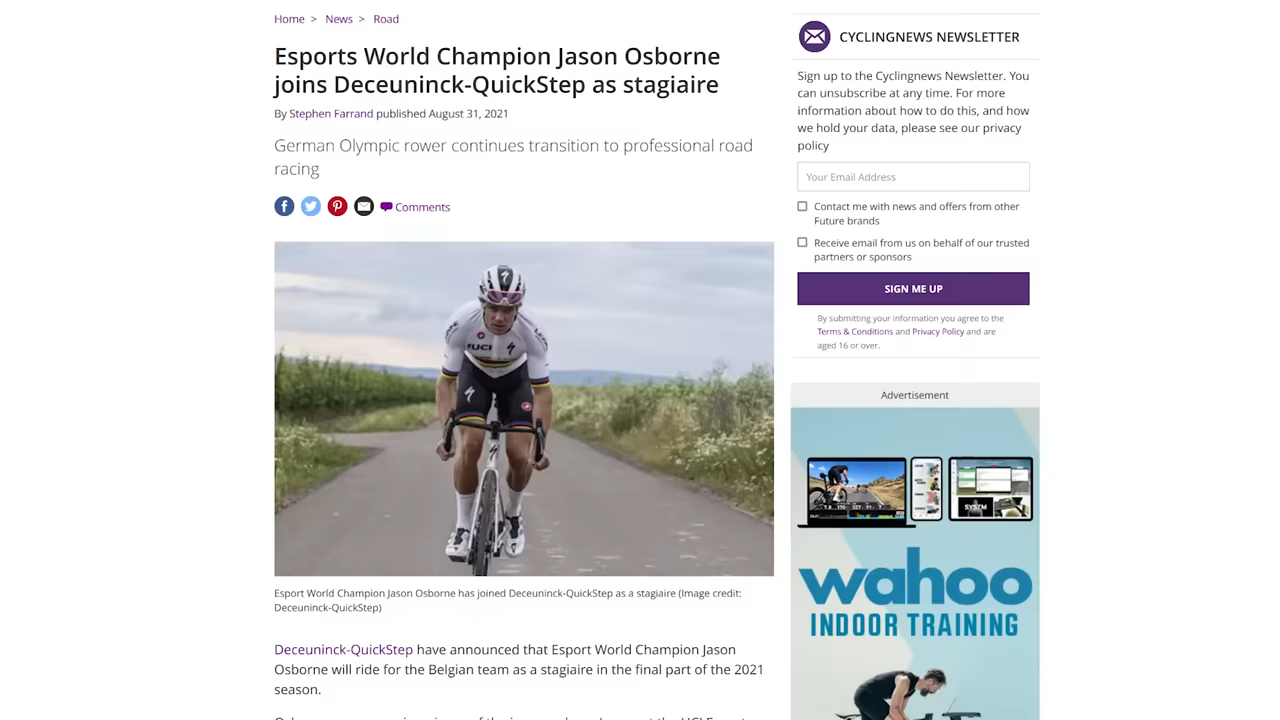 Home > News > Road
Esports World Champion Jason Osborne
joins Deceuninck-QuickStep as stagiaire
By Stephen Farrand published August 31, 2021
German Olympic rower continues transition to professional road
racing
Comments
UCI
Esport World Champion Jason Osborne has joined Deceuninck-QuickStep as a stagiaire (Image credit:
Deceuninck-QuickStep)
Deceuninck-QuickStep have announced that Esport World Champion Jason
Osborne will ride for the Belgian team as a stagiaire in the final part of the 2021
season.
CYCLINGNEWS NEWSLETTER
Sign up to the Cyclingnews Newsletter. You
can unsubscribe at any time. For more
information about how to do this, and how
we hold your data, please see our privacy
policy
Your Email Address
Contact me with news and offers from other
Future brands
Receive email from us on behalf of our trusted
partners or sponsors
SIGN ME UP
By submitting your information you agree to the
Terms & Conditions and Privacy Policy and are
aged 16 or over.
Advertisement
SYSTM
wahoo
INDOOR TRAINING